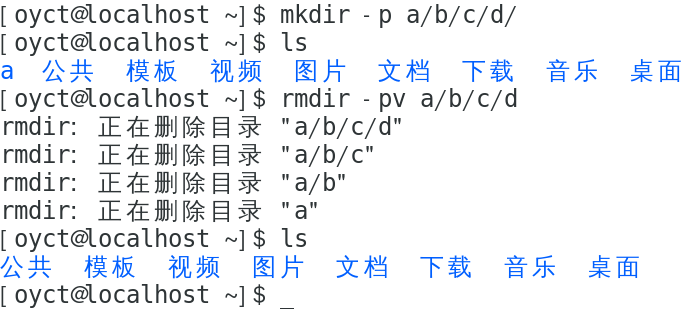 [oyct@localhost ~]$ mkdir -p a/b/c/d/
[oyct@localhost ~]$ ls
a 公共 模板 视频 图片 文档 下载 音乐 桌面
[oyct@localhost ~]$ rmdir -pv a/b/c/d
rmdir: 正在删除目录 "a/b/c/d"
rmdir: 正在删除目录 "a/b/c"
rmdir: 正在删除目录 "a/b"
rmdir: 正在删除目录 "a"
[oyct@localhost ~]$ ls
公共 模板 视频 图片 文档 下载 音乐 桌面
[oyct@localhost ~]$ _